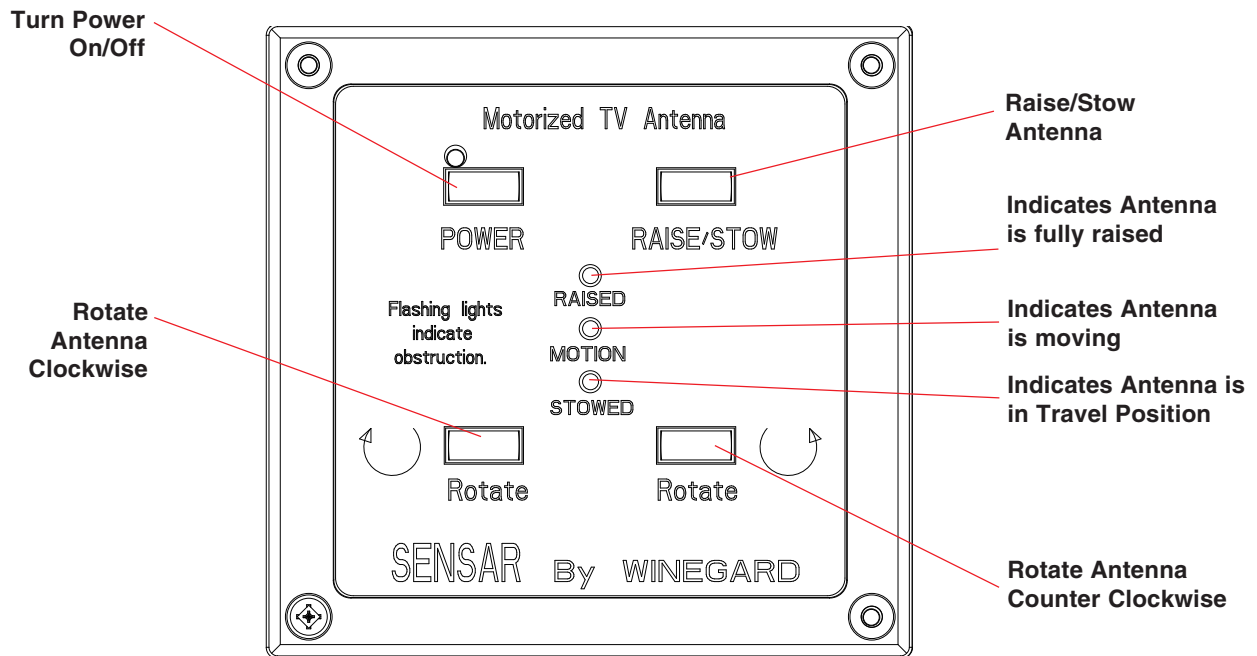 Turn Power
On/Off
Motorized TV Antenna
Raise/Stow
Antenna
POWER
RAISE/STOW
Indicates Antenna
is fully raised
RAISED
Flashing lights
indicate
obstruction.
Rotate
Antenna
Clockwise
MOTION
Indicates Antenna
is moving
STOWED
Indicates Antenna is
in Travel Position
Rotate
Rotate
SENSAR By WINEGARD
Rotate Antenna
Counter Clockwise